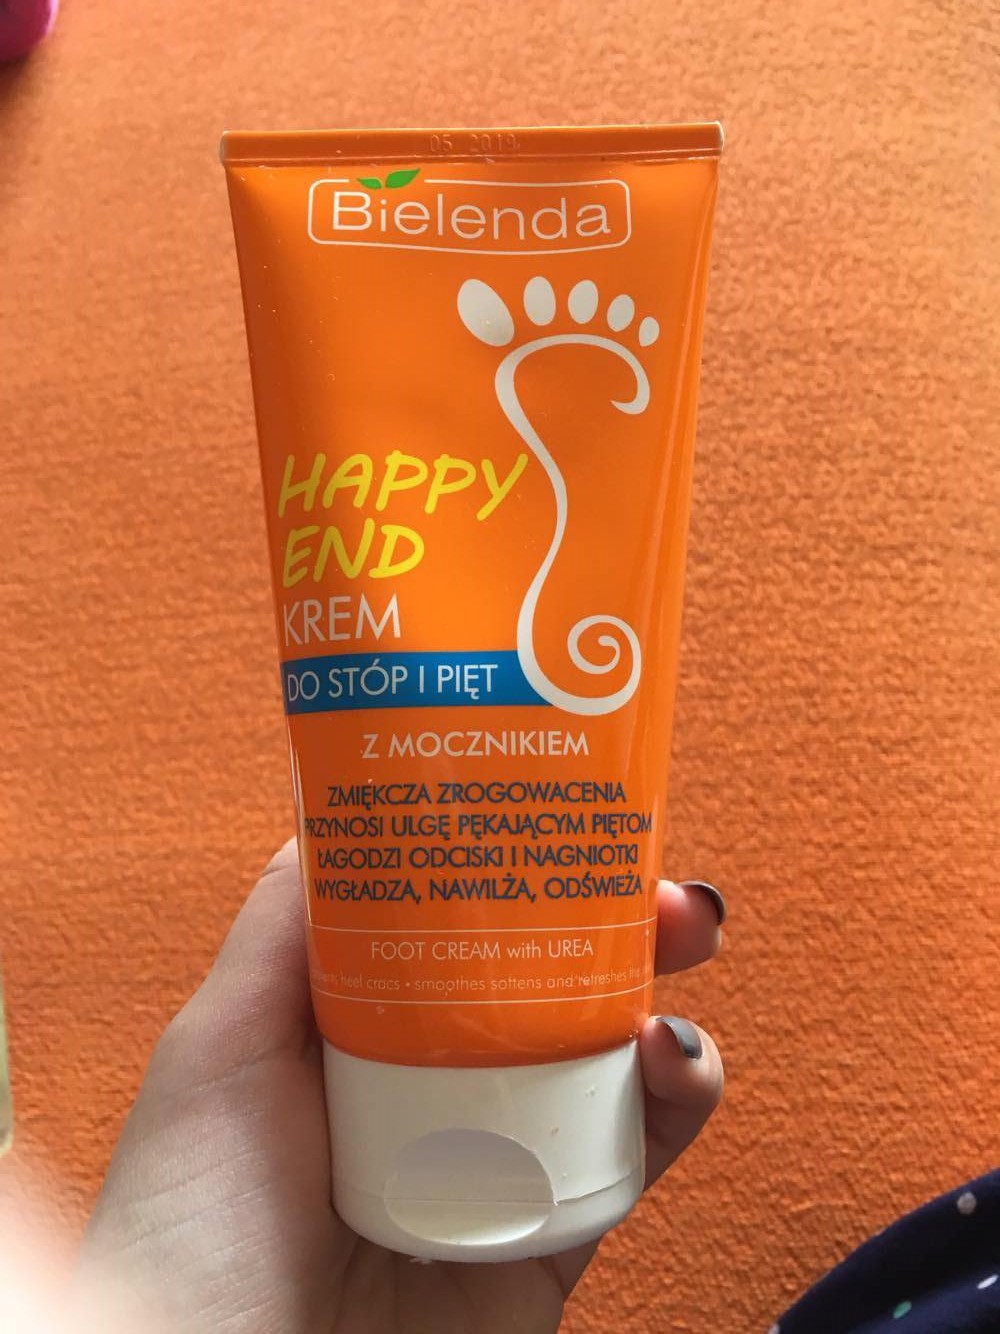 05 2019
Bielenda
HAPPY
END
KREM
DO STÓP I PIĘT
Z MOCZNIKIEM
ZMIĘKCZA ZROGOWACENIA
PRZYNOSI ULGĘ PĘKAJĄCYM PIĘTOM
ŁAGODZI ODCISKI I NAGNIOTKI
WYGŁADZA, NAWILŻA, ODŚWIEŻA
FOOT CREAM with UREA
heel cracs • smoothes softens and refreshes the